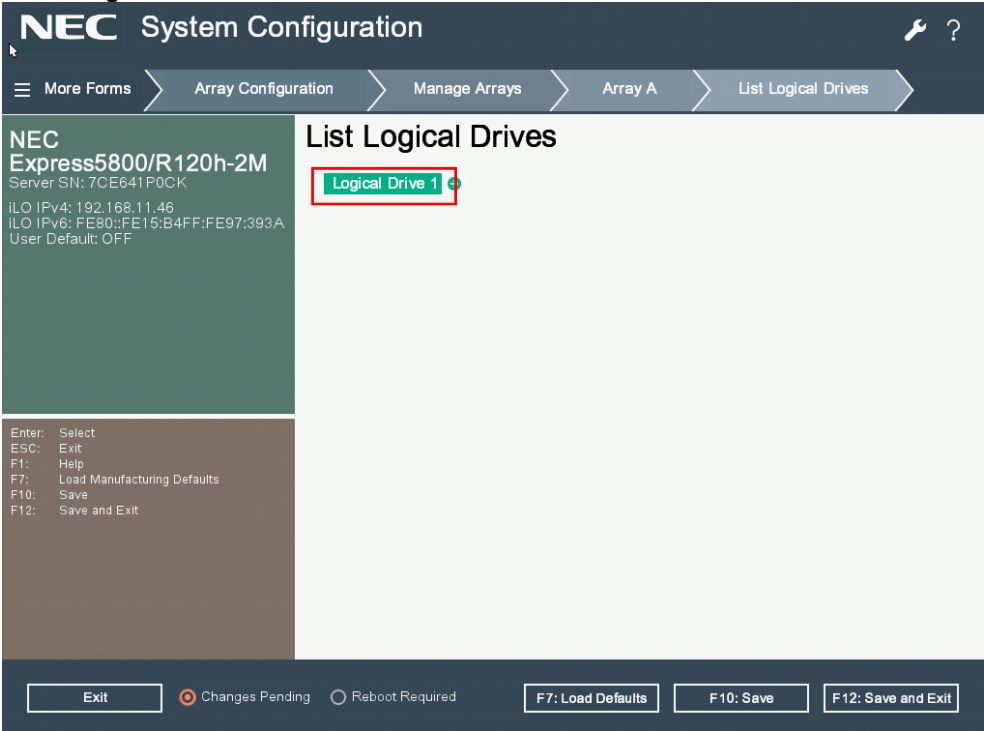 NEC System Configuration ?
More Forms Array Configuration Manage Arrays Array A List Logical Drives
NEC
Express5800/R120h-2M
Server SN: 7CE641P0CK
iLO IPv4: 192.168.11.46
iLO IPv6: FE80::FE15:B4FF:FE97:393A
User Default: OFF
List Logical Drives
Logical Drive 1
Enter: Select
ESC: Exit
F1: Help
F7: Load Manufacturing Defaults
F10: Save
F12: Save and Exit
Exit Changes Pending Reboot Required F7: Load Defaults F10: Save F12: Save and Exit